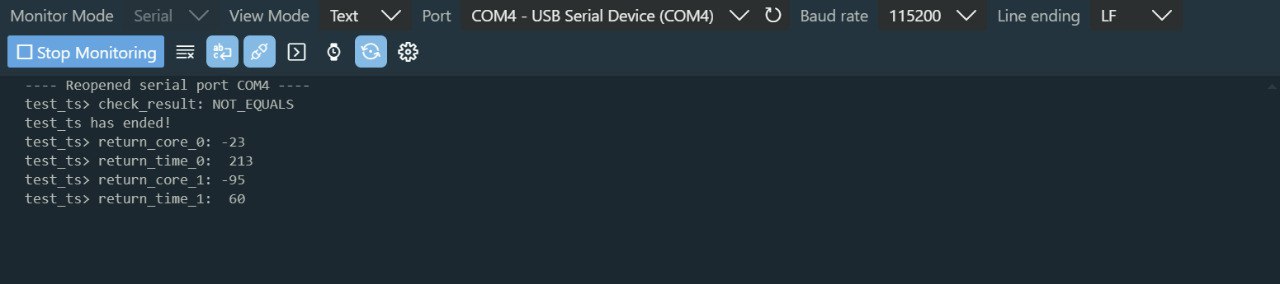 Monitor Mode Serial View Mode Text Port COM4 - USB Serial Device (COM4) Baud rate 115200 Line ending LF
Stop Monitoring
---- Reopened serial port COM4 ----
test_ts> check_result: NOT_EQUALS
test_ts has ended!
test_ts> return_core_0: -23
test_ts> return_time_0:  213
test_ts> return_core_1: -95
test_ts> return_time_1:  60